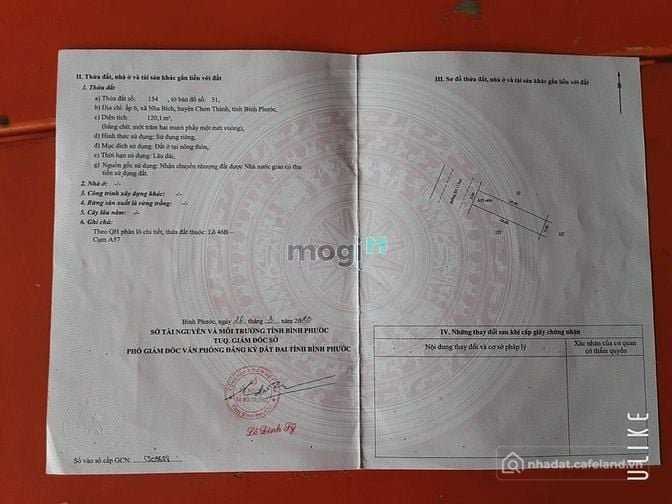 II. Thửa đất, nhà ở và tài sản khác gắn liền với đất
1. Thửa đất
a) Thửa đất số: 154 , tờ bản đồ số: 51,
b) Địa chỉ: ấp 6, xã Nha Bích, huyện Chơn Thành, tỉnh Bình Phước,
c) Diện tích: 120,1m²,
(bằng chữ: một trăm hai mươi phẩy một mét vuông),
d) Hình thức sử dụng: Sử dụng riêng,
đ) Mục đích sử dụng: Đất ở tại nông thôn,
e) Thời hạn sử dụng: Lâu dài,
g) Nguồn gốc sử dụng: Nhận chuyển nhượng đất được Nhà nước giao có thu
tiền sử dụng đất.
2. Nhà ở: -/-
3. Công trình xây dựng khác: -/-
4. Rừng sản xuất là rừng trồng: -/-
5. Cây lâu năm: -/-
6. Ghi chú:
Theo QH phân lô chi tiết, thửa đất thuộc: Lô 46B –
Cụm A57
Bình Phước, ngày 18 tháng 3 năm 2020
SỞ TÀI NGUYÊN VÀ MÔI TRƯỜNG TỈNH BÌNH PHƯỚC
TUQ. GIÁM ĐỐC SỞ
PHÓ GIÁM ĐỐC VĂN PHÒNG ĐĂNG KÝ ĐẤT ĐAI TỈNH BÌNH PHƯỚC
Lê Đình Sỹ
Số vào sổ cấp GCN:
III. Sơ đồ thửa đất, nhà ở và tài sản khác gắn liền với đất
IV. Những thay đổi sau khi cấp giấy chứng nhận
Nội dung thay đổi và cơ sở pháp lý
Xác nhận của cơ quan
có thẩm quyền
mogi
ULIKE
nhadat.cafeland.vn